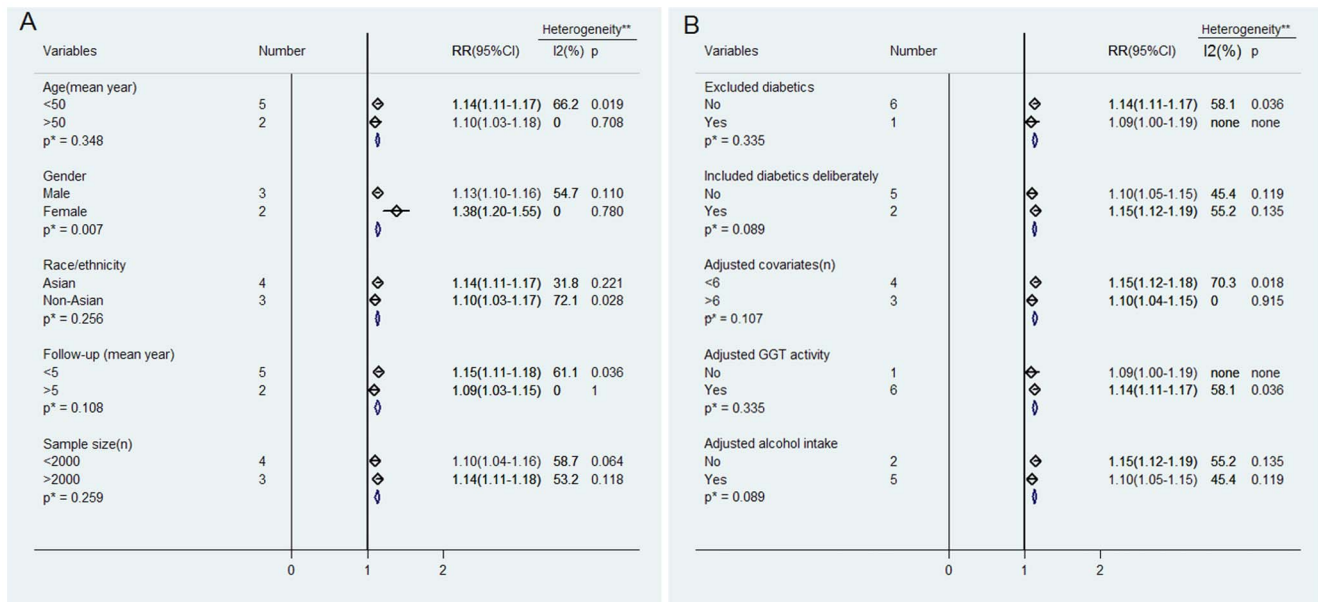 A
Heterogeneity**
Variables Number RR(95%CI) I2(%) p
Age(mean year)
<50 5 1.14(1.11-1.17) 66.2 0.019
>50 2 1.10(1.03-1.18) 0 0.708
p* = 0.348
Gender
Male 3 1.13(1.10-1.16) 54.7 0.110
Female 2 1.38(1.20-1.55) 0 0.780
p* = 0.007
Race/ethnicity
Asian 4 1.14(1.11-1.17) 31.8 0.221
Non-Asian 3 1.10(1.03-1.17) 72.1 0.028
p* = 0.256
Follow-up (mean year)
<5 5 1.15(1.11-1.18) 61.1 0.036
>5 2 1.09(1.03-1.15) 0 1
p* = 0.108
Sample size(n)
<2000 4 1.10(1.04-1.16) 58.7 0.064
>2000 3 1.14(1.11-1.18) 53.2 0.118
p* = 0.259
0 1 2
B
Heterogeneity**
Variables Number RR(95%CI) I2(%) p
Excluded diabetics
No 6 1.14(1.11-1.17) 58.1 0.036
Yes 1 1.09(1.00-1.19) none none
p* = 0.335
Included diabetics deliberately
No 5 1.10(1.05-1.15) 45.4 0.119
Yes 2 1.15(1.12-1.19) 55.2 0.135
p* = 0.089
Adjusted covariates(n)
<6 4 1.15(1.12-1.18) 70.3 0.018
>6 3 1.10(1.04-1.15) 0 0.915
p* = 0.107
Adjusted GGT activity
No 1 1.09(1.00-1.19) none none
Yes 6 1.14(1.11-1.17) 58.1 0.036
p* = 0.335
Adjusted alcohol intake
No 2 1.15(1.12-1.19) 55.2 0.135
Yes 5 1.10(1.05-1.15) 45.4 0.119
p* = 0.089
0 1 2